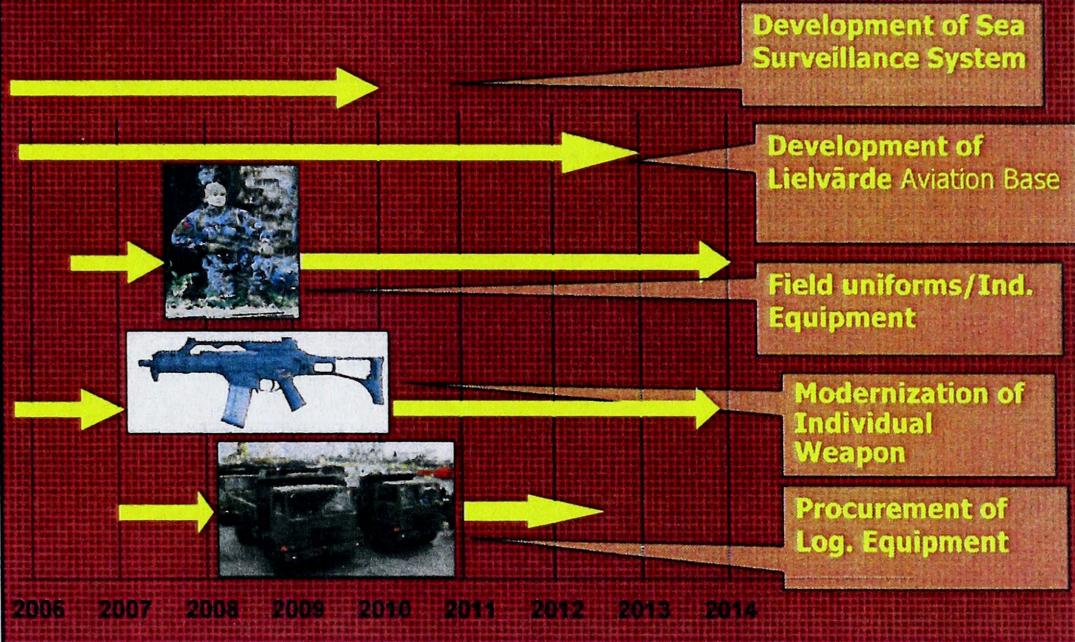 Development of Sea
Surveillance System
Development of
Lielvārde Aviation Base
Field uniforms/Ind.
Equipment
Modernization of
Individual
Weapon
Procurement of
Log. Equipment
2006 2007 2008 2009 2010 2011 2012 2013 2014